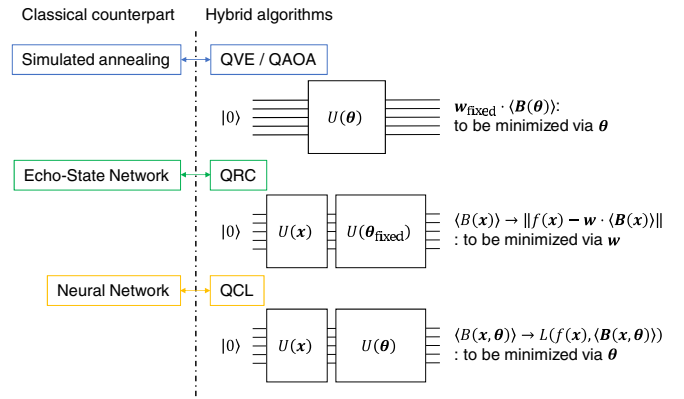 Classical counterpart
Hybrid algorithms
Simulated annealing
QVE / QAOA
|0⟩
U(θ)
w_fixed · ⟨B(θ)⟩:
to be minimized via θ
Echo-State Network
QRC
|0⟩
U(x)
U(θ_fixed)
⟨B(x)⟩ → ‖f(x) − w · ⟨B(x)⟩‖
: to be minimized via w
Neural Network
QCL
|0⟩
U(x)
U(θ)
⟨B(x, θ)⟩ → L(f(x), ⟨B(x, θ)⟩)
: to be minimized via θ